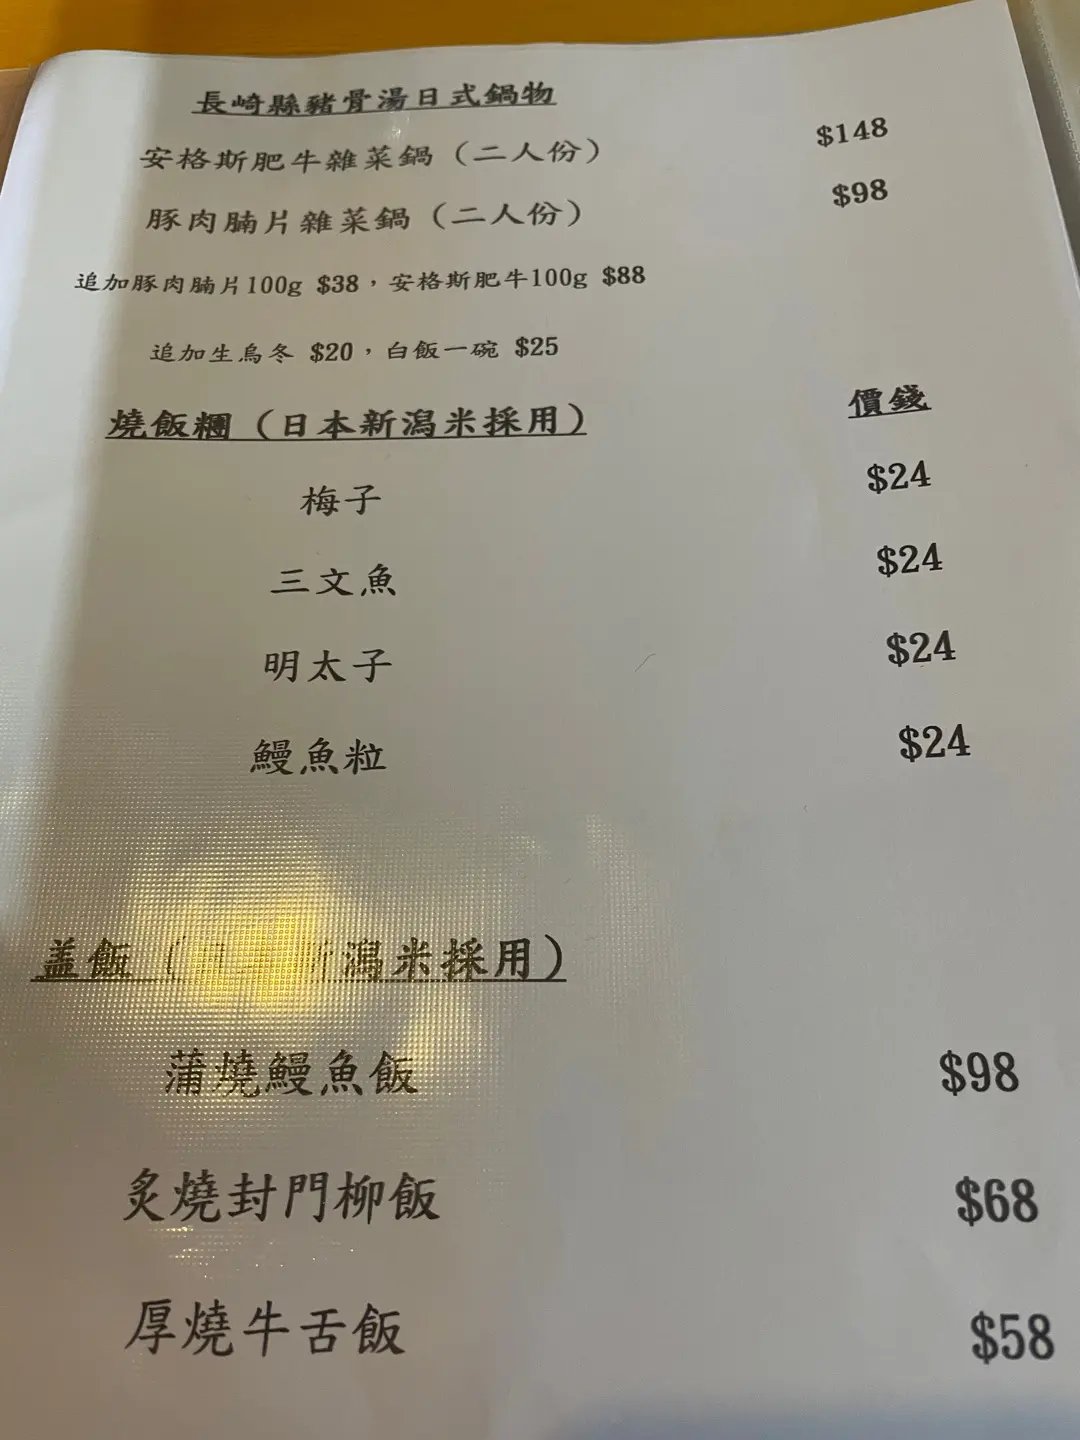 長崎縣豬骨湯日式鍋物
安格斯肥牛雜菜鍋（二人份） $148
豚肉腩片雜菜鍋（二人份） $98
追加豚肉腩片100g $38，安格斯肥牛100g $88
追加生烏冬 $20，白飯一碗 $25
燒飯糰（日本新潟米採用） 價錢
梅子 $24
三文魚 $24
明太子 $24
鰻魚粒 $24
盖飯（日本新潟米採用）
蒲燒鰻魚飯 $98
炙燒封門柳飯 $68
厚燒牛舌飯 $58